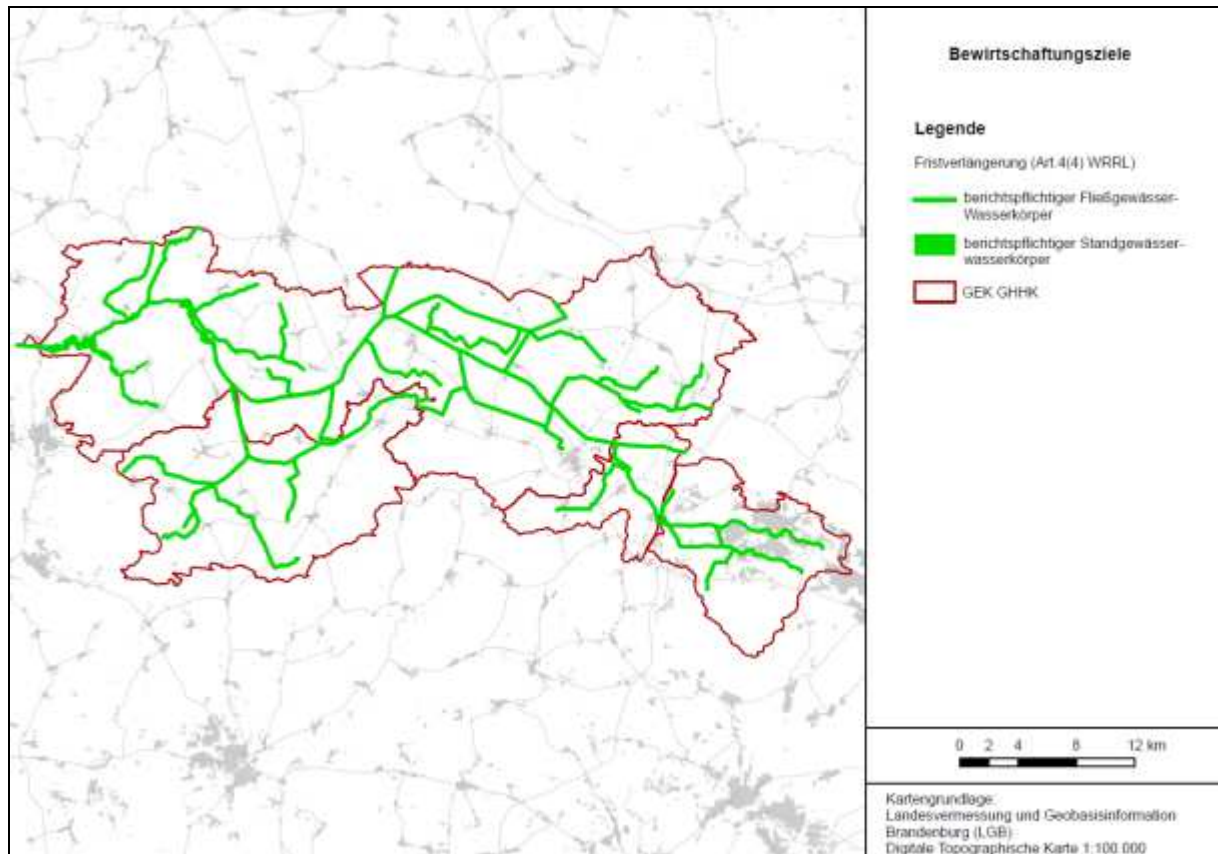 Bewirtschaftungsziele
Legende
Fristverlängerung (Art.4(4) WRRL)
berichtspflichtiger Fließgewässer-
Wasserkörper
berichtspflichtiger Standgewässer-
wasserkörper
GEK GHHK
0 2 4 8 12 km
Kartengrundlage:
Landesvermessung und Geobasisinformation
Brandenburg (LGB)
Digitale Topographische Karte 1:100 000